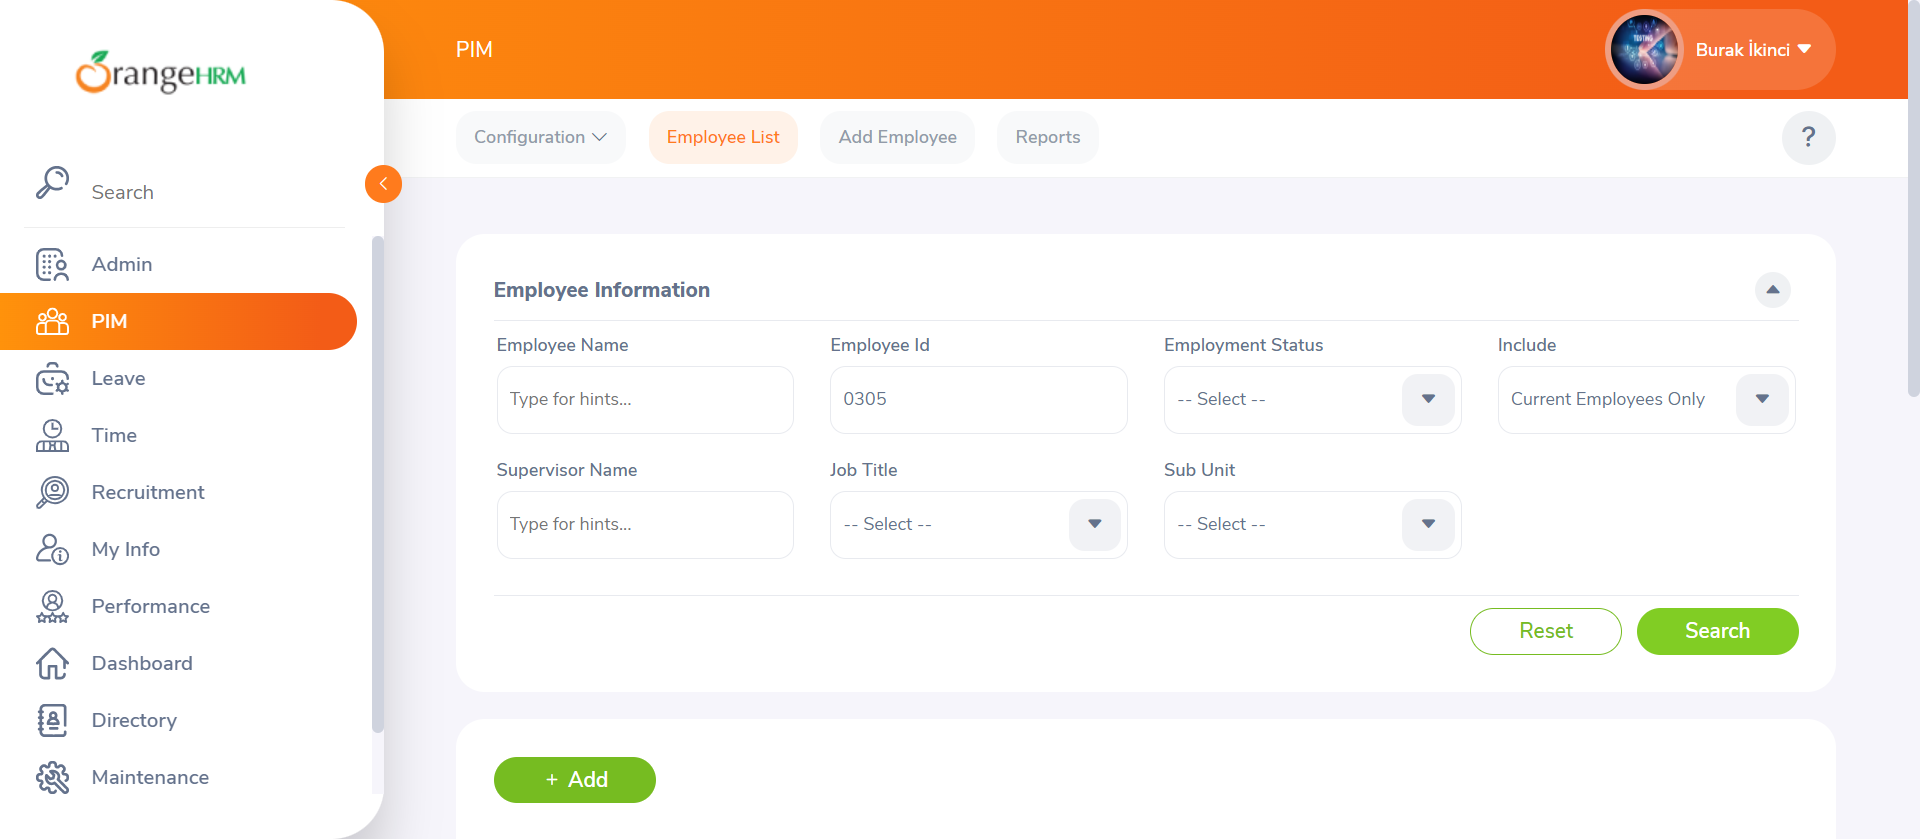 OrangeHRM
PIM
TESTING
Burak İkinci
Configuration
Employee List
Add Employee
Reports
?
Search
Admin
PIM
Leave
Time
Recruitment
My Info
Performance
Dashboard
Directory
Maintenance
Employee Information
Employee Name
Employee Id
Employment Status
Include
Type for hints...
0305
-- Select --
Current Employees Only
Supervisor Name
Job Title
Sub Unit
Type for hints...
-- Select --
-- Select --
Reset
Search
+ Add